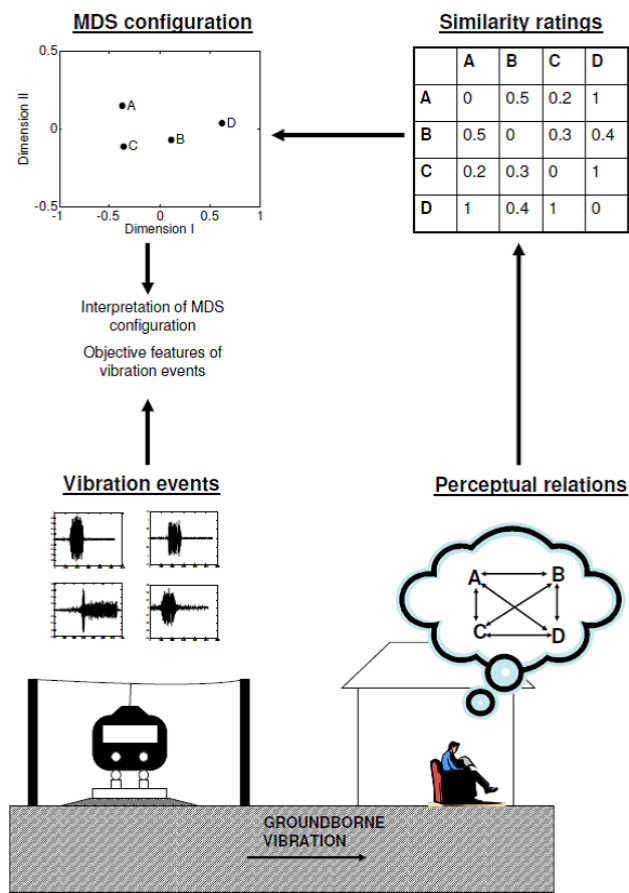 MDS configuration
0.5
0
-0.5
-1
-0.5
0
0.5
1
Dimension II
Dimension I
A
C
B
D
Similarity ratings
A B C D
A 0 0.5 0.2 1
B 0.5 0 0.3 0.4
C 0.2 0.3 0 1
D 1 0.4 1 0
Interpretation of MDS
configuration
Objective features of
vibration events
Vibration events
Perceptual relations
A B
C D
GROUNDBORNE
VIBRATION